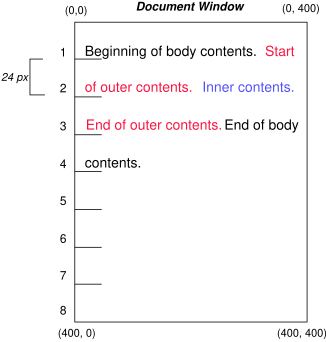 Document Window
(0,0) (0, 400)
1 Beginning of body contents. Start
24 px
2 of outer contents. Inner contents.
3 End of outer contents. End of body
4 contents.
5
6
7
8
(400, 0) (400, 400)